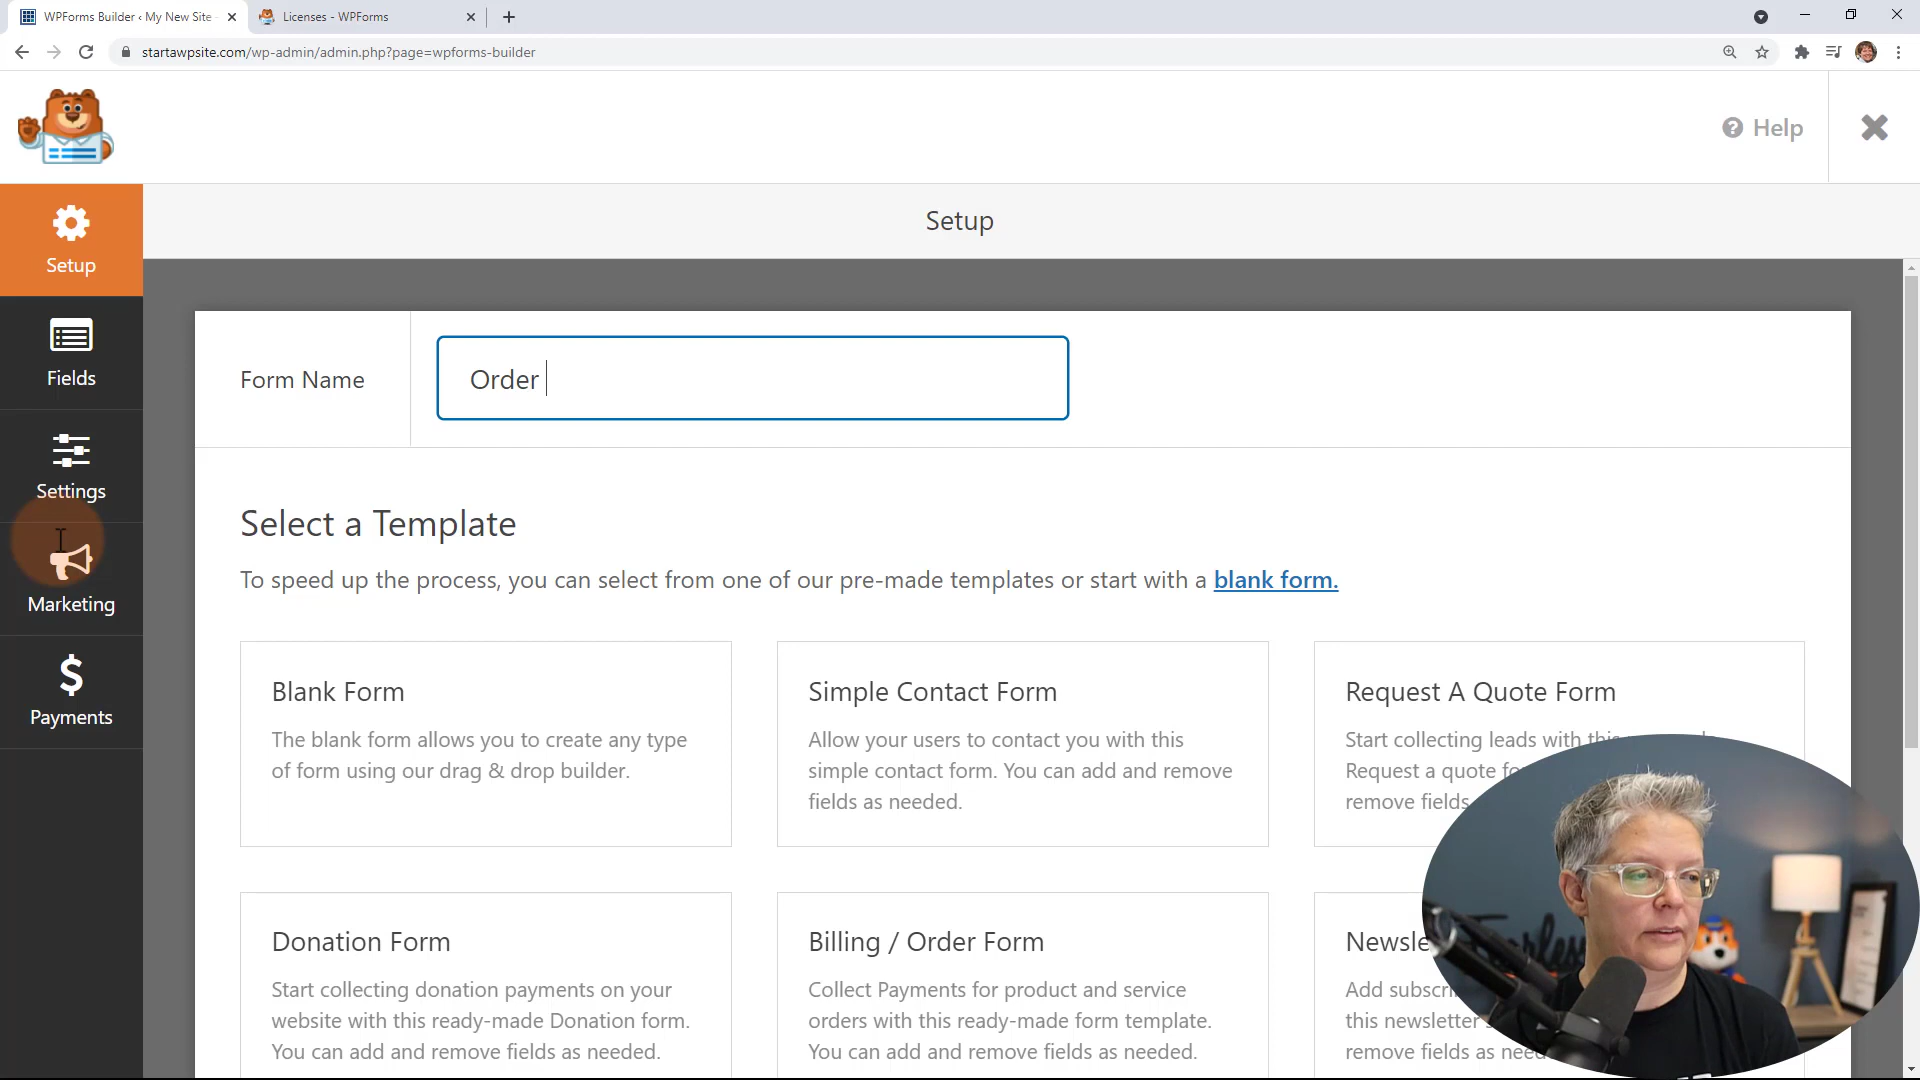 WPForms Builder ‹ My New Site -
Licenses - WPForms
startawpsite.com/wp-admin/admin.php?page=wpforms-builder
Help
Setup
Setup
Fields
Settings
Marketing
Payments
Form Name
Order
Select a Template
To speed up the process, you can select from one of our pre-made templates or start with a blank form.
Blank Form
The blank form allows you to create any type
of form using our drag & drop builder.
Simple Contact Form
Allow your users to contact you with this
simple contact form. You can add and remove
fields as needed.
Request A Quote Form
Start collecting leads with this
Request a quote
remove fields
Donation Form
Start collecting donation payments on your
website with this ready-made Donation form.
You can add and remove fields as needed.
Billing / Order Form
Collect Payments for product and service
orders with this ready-made form template.
You can add and remove fields as needed.
Add
this newsletter
remove fields as